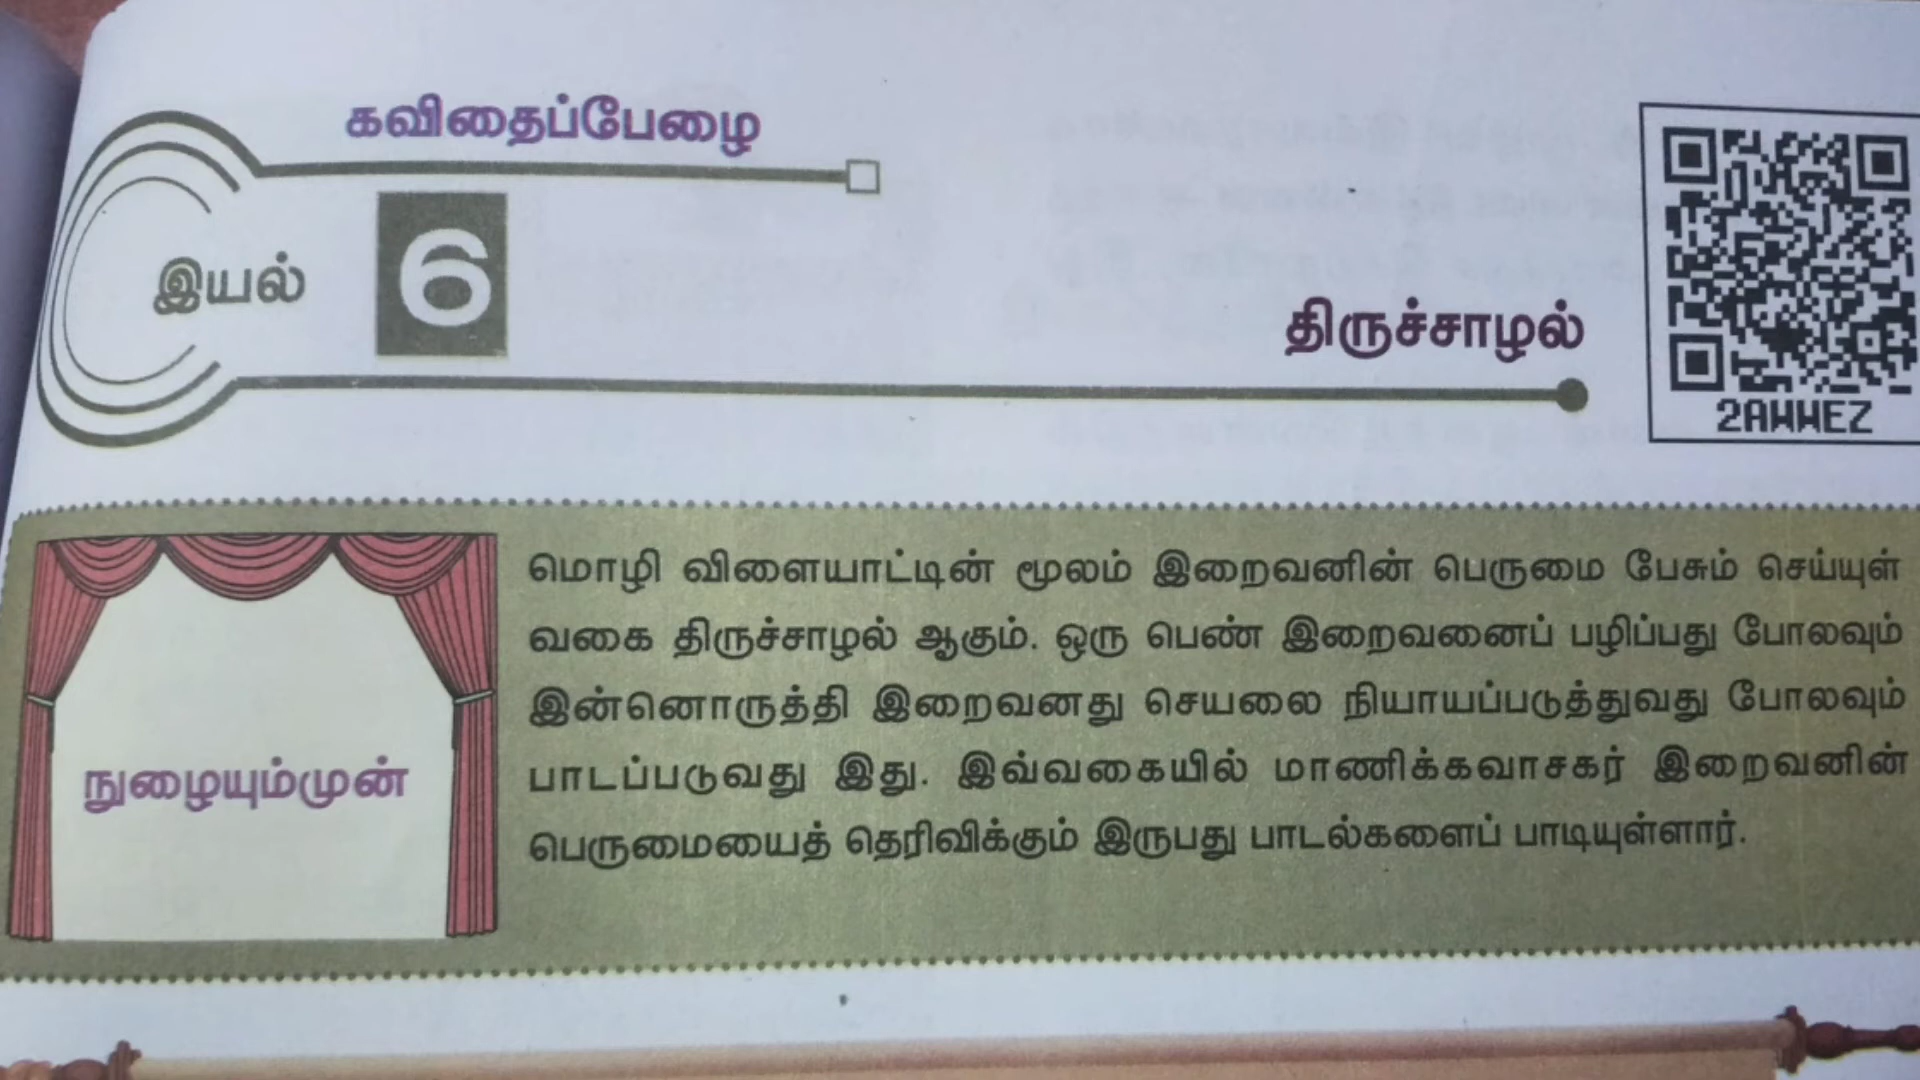 கவிதைப்பேழை
இயல் 6
திருச்சாழல்
2AWWEZ
மொழி விளையாட்டின் மூலம் இறைவனின் பெருமை பேசும் செய்யுள்
வகை திருச்சாழல் ஆகும். ஒரு பெண் இறைவனைப் பழிப்பது போலவும்
இன்னொருத்தி இறைவனது செயலை நியாயப்படுத்துவது போலவும்
பாடப்படுவது இது. இவ்வகையில் மாணிக்கவாசகர் இறைவனின்
பெருமையைத் தெரிவிக்கும் இருபது பாடல்களைப் பாடியுள்ளார்.
நுழையும்முன்